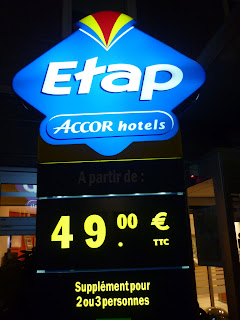 Etap
ACCOR hotels
A partir de :
49.00 €
TTC
Supplément pour
2 ou 3 personnes